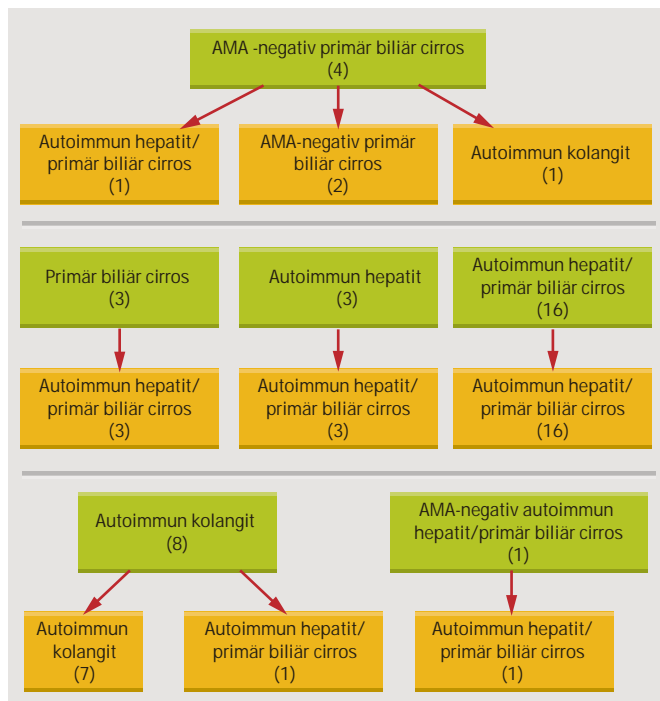 AMA -negativ primär biliär cirros
(4)
Autoimmun hepatit/
primär biliär cirros
(1)
AMA-negativ primär
biliär cirros
(2)
Autoimmun kolangit
(1)
Primär biliär cirros
(3)
Autoimmun hepatit
(3)
Autoimmun hepatit/
primär biliär cirros
(16)
Autoimmun hepatit/
primär biliär cirros
(3)
Autoimmun hepatit/
primär biliär cirros
(3)
Autoimmun hepatit/
primär biliär cirros
(16)
Autoimmun kolangit
(8)
AMA-negativ autoimmun
hepatit/primär biliär cirros
(1)
Autoimmun
kolangit
(7)
Autoimmun hepatit/
primär biliär cirros
(1)
Autoimmun hepatit/
primär biliär cirros
(1)